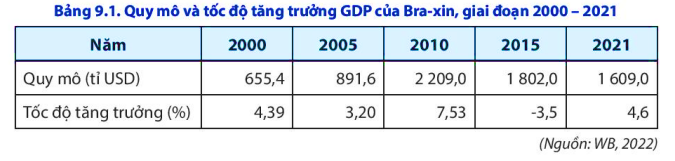 Bảng 9.1. Quy mô và tốc độ tăng trưởng GDP của Bra-xin, giai đoạn 2000 – 2021
Năm 2000 2005 2010 2015 2021
Quy mô (tỉ USD) 655,4 891,6 2 209,0 1 802,0 1 609,0
Tốc độ tăng trưởng (%) 4,39 3,20 7,53 -3,5 4,6
(Nguồn: WB, 2022)